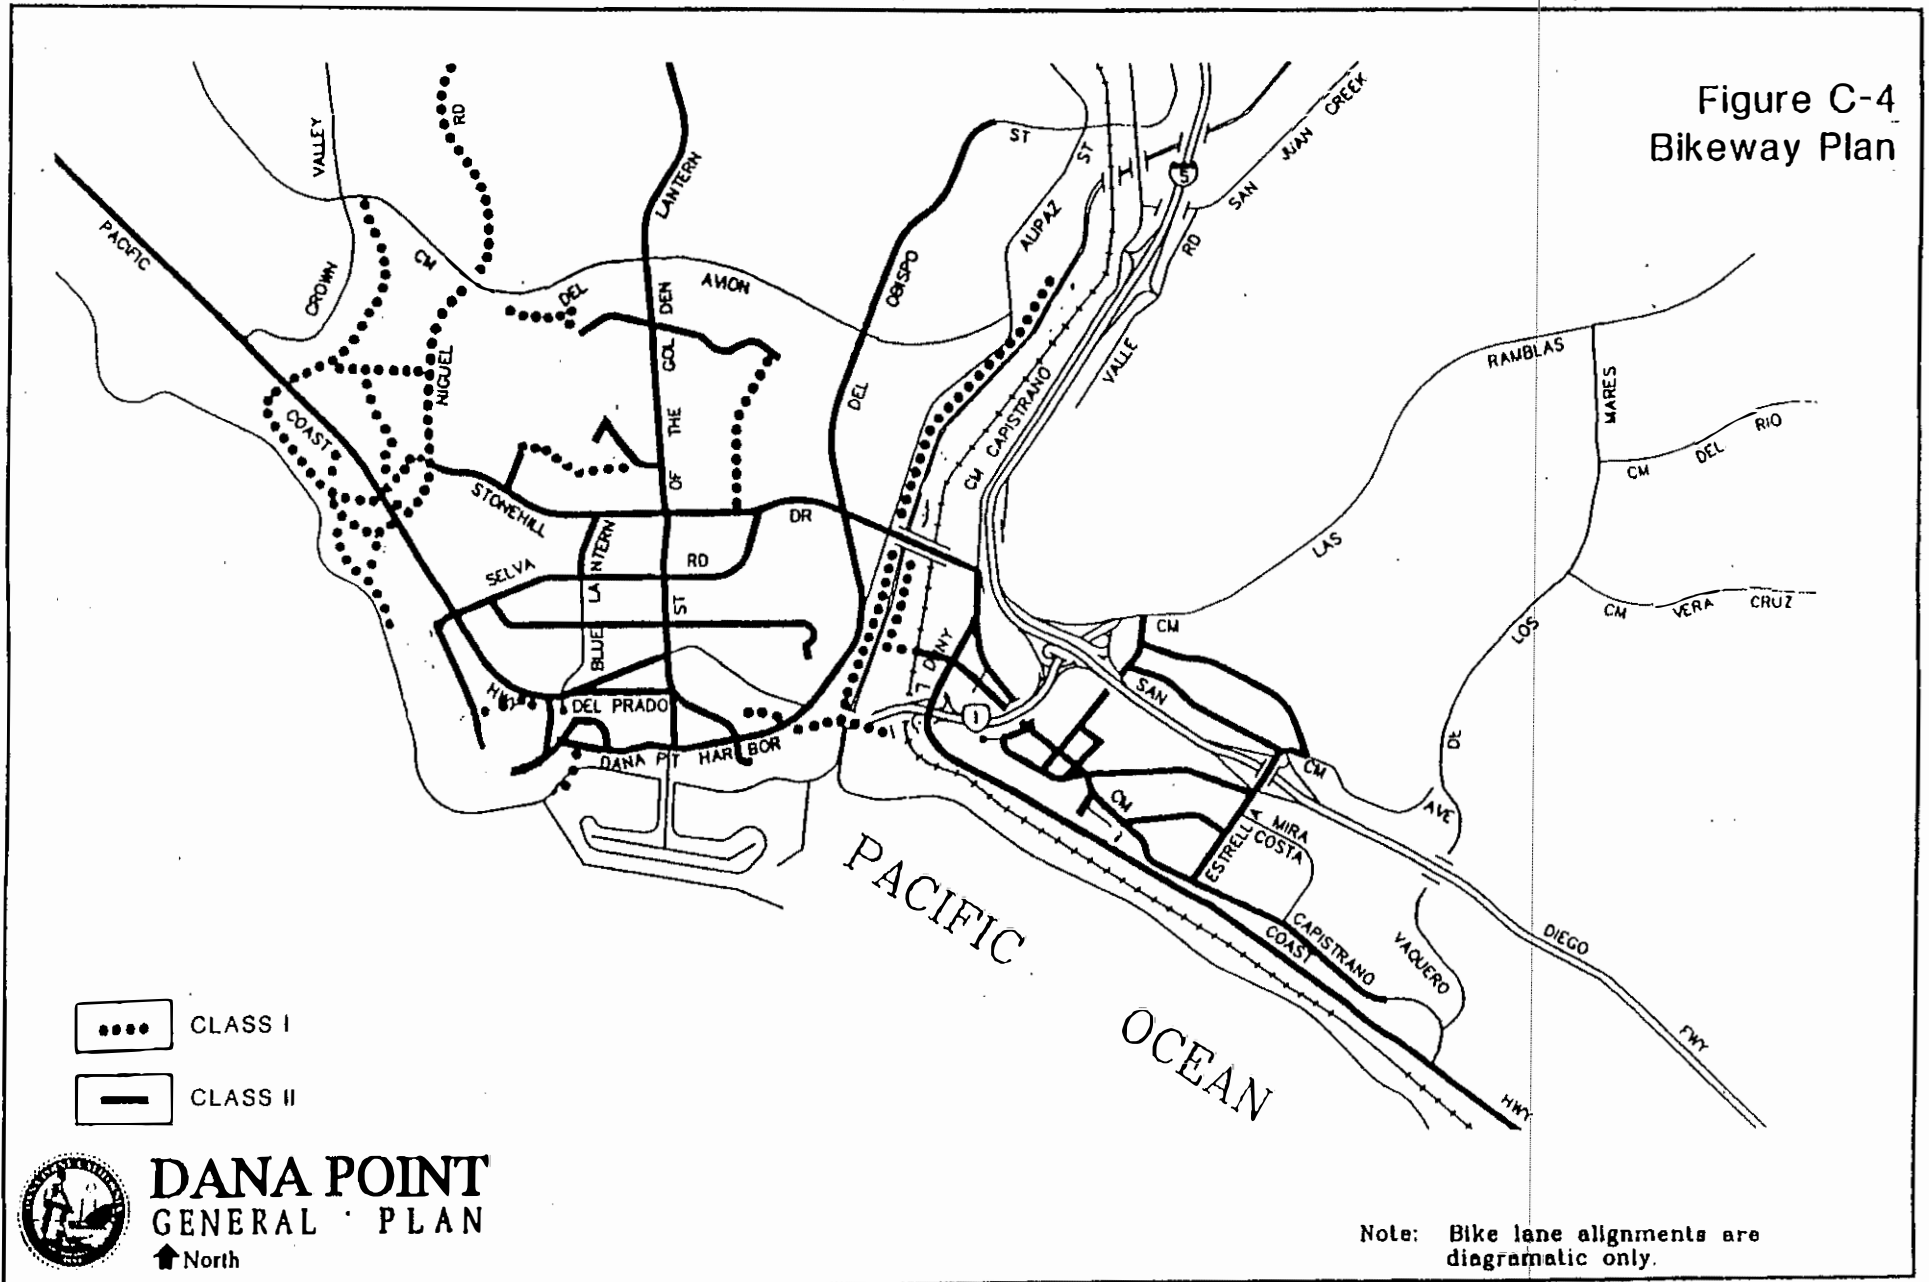 Figure C-4
Bikeway Plan
VALLEY
RD
LANTERN
ST
ST
JUAN CREEK
5
SAN
PACIFIC
CM
CROWN
DEL
AVION
GOLDEN
OBISPO
ALIPAZ
RD
NIGUEL
COAST
THE
OF
DEL
CM CAPISTRANO
VALLE
RAMBLAS
MARES
CM DEL RIO
STONEHILL
DR
LAS
SELVA
RD
BLUE LANTERN
ST
CM VERA CRUZ
LOS
DE
AVE
CM
SAN
1
HWY
DEL PRADO
DANA PT HARBOR
CM
CM
MIRA
COSTA
ESTRELLA
CAPISTRANO
COAST
VAQUERO
DIEGO
FWY
HWY
PACIFIC
OCEAN
CLASS I
CLASS II
DANA POINT
GENERAL PLAN
North
Note: Bike lane alignments are
diagramatic only.